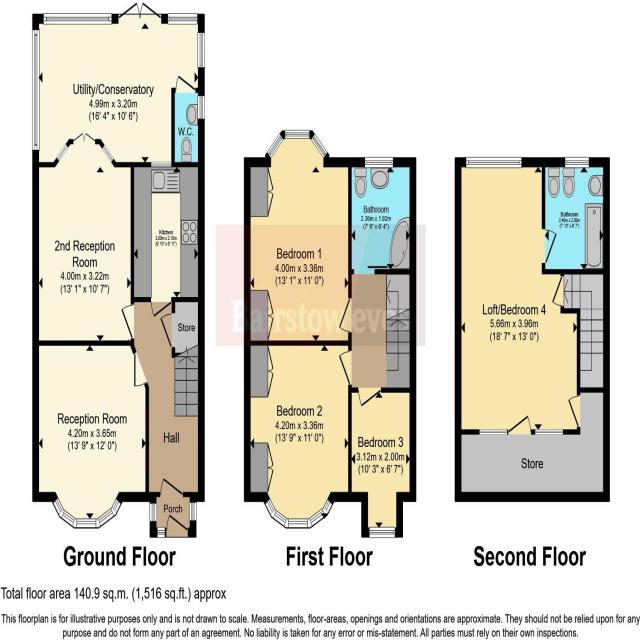 Utility/Conservatory
4.99m x 3.20m
(16' 4" x 10' 6")
W.C.
2nd Reception
Room
4.00m x 3.22m
(13' 1" x 10' 7")
Kitchen
3.00m x 2.10m
Store
Reception Room
4.20m x 3.65m
(13' 9" x 12' 0")
Hall
Porch
Ground Floor
Bathroom
2.36m x 1.92m
(7' 9" x 6' 4")
Bedroom 1
4.00m x 3.36m
(13' 1" x 11' 0")
Bairstow eves
Bedroom 2
4.20m x 3.36m
(13' 9" x 11' 0")
Bedroom 3
3.12m x 2.00m
(10' 3" x 6' 7")
First Floor
Bathroom
2.40m x 2.00m
(7' 10" x 6' 7")
Loft/Bedroom 4
5.66m x 3.96m
(18' 7" x 13' 0")
Store
Second Floor
Total floor area 140.9 sq.m. (1,516 sq.ft.) approx
This floorplan is for illustrative purposes only and is not drawn to scale. Measurements, floor-areas, openings and orientations are approximate. They should not be relied upon for any
purpose and do not form any part of an agreement. No liability is taken for any error or mis-statement. All parties must rely on their own inspections.